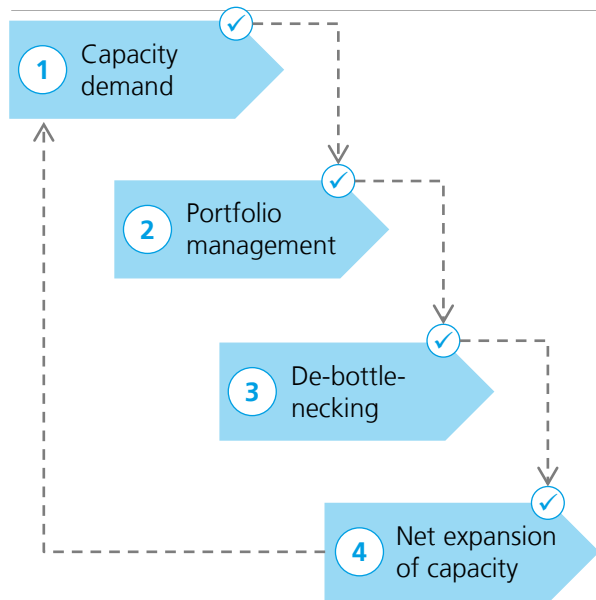 1
Capacity
demand
2
Portfolio
management
3
De-bottle-
necking
4
Net expansion
of capacity